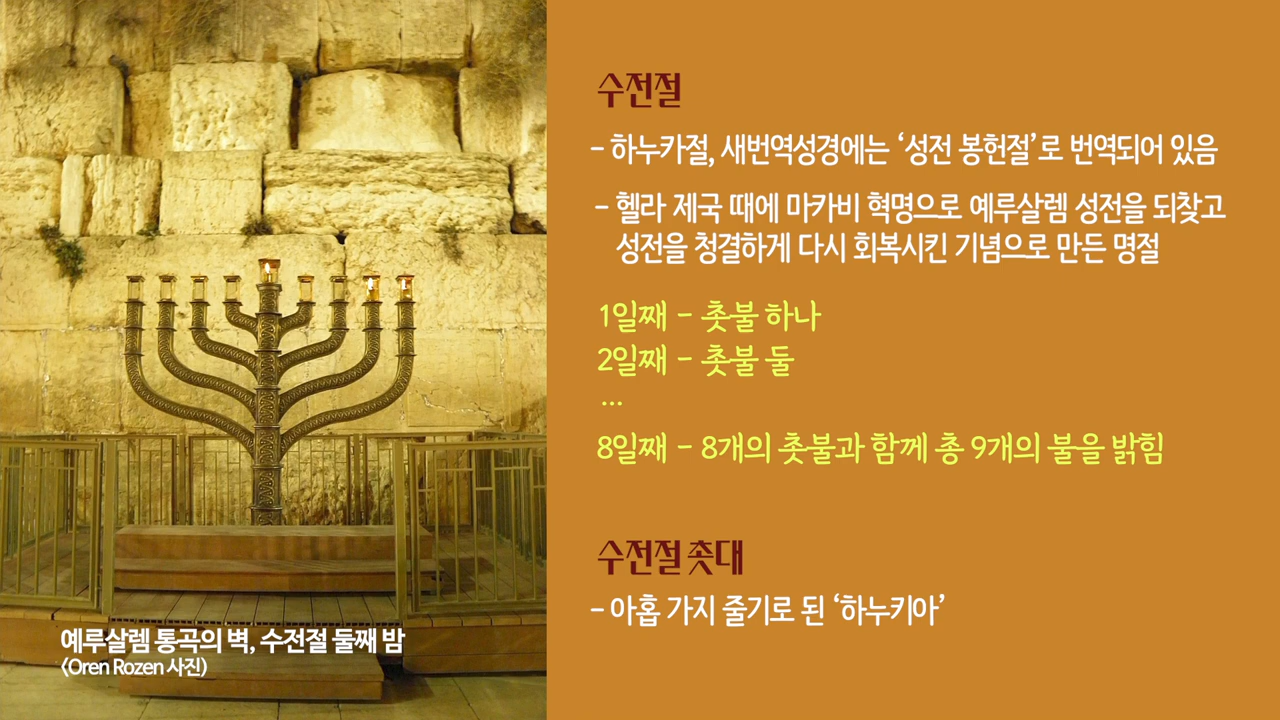 수전절
- 하누카절, 새번역성경에는 ‘성전 봉헌절’로 번역되어 있음
- 헬라 제국 때에 마카비 혁명으로 예루살렘 성전을 되찾고
성전을 청결하게 다시 회복시킨 기념으로 만든 명절
1일째 - 촛불 하나
2일째 - 촛불 둘
...
8일째 - 8개의 촛불과 함께 총 9개의 불을 밝힘
수전절 촛대
- 아홉 가지 줄기로 된 ‘하누키아’
예루살렘 통곡의 벽, 수전절 둘째 밤
(Oren Rozen 사진)